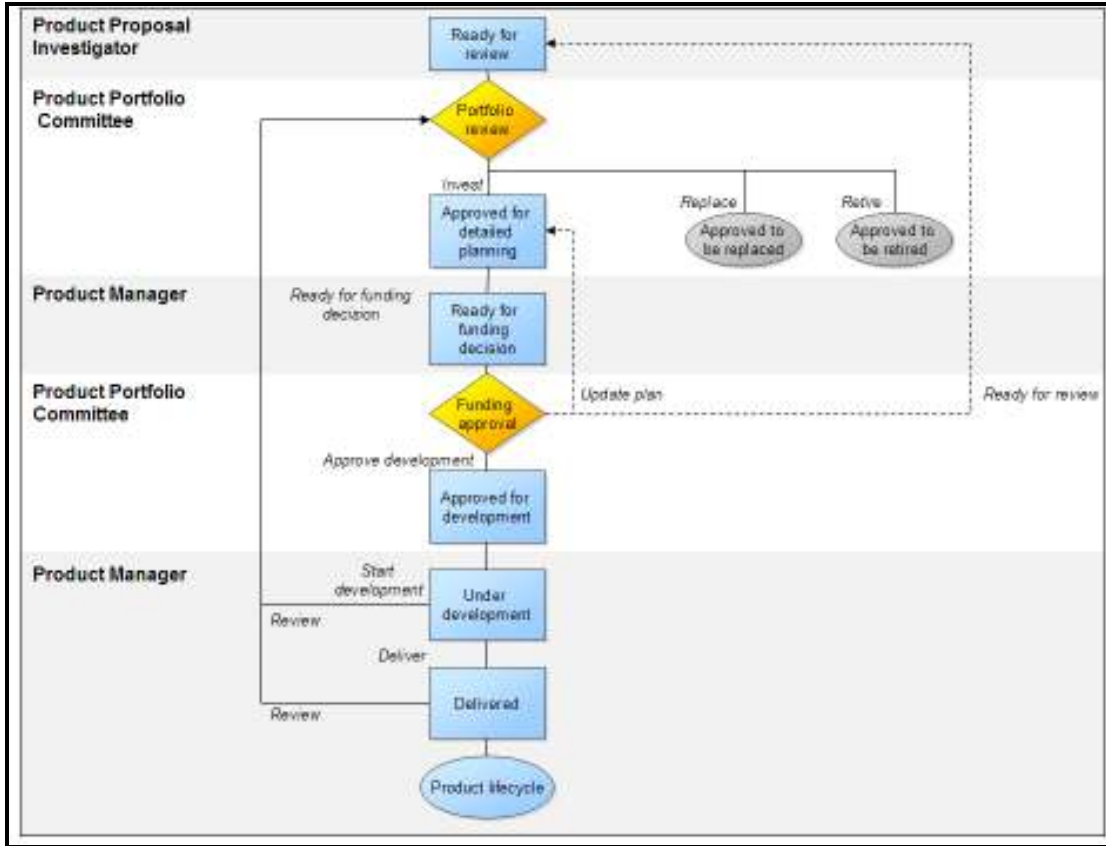 Product Proposal
Investigator
Ready for
review
Product Portfolio
Committee
Portfolio
review
Invest
Replace
Retire
Approved for
detailed
planning
Approved to
be replaced
Approved to
be retired
Product Manager
Ready for funding
decision
Ready for
funding
decision
Product Portfolio
Committee
Funding
approval
Update plan
Ready for review
Approve development
Approved for
development
Product Manager
Start
development
Under
development
Review
Deliver
Delivered
Review
Product lifecycle